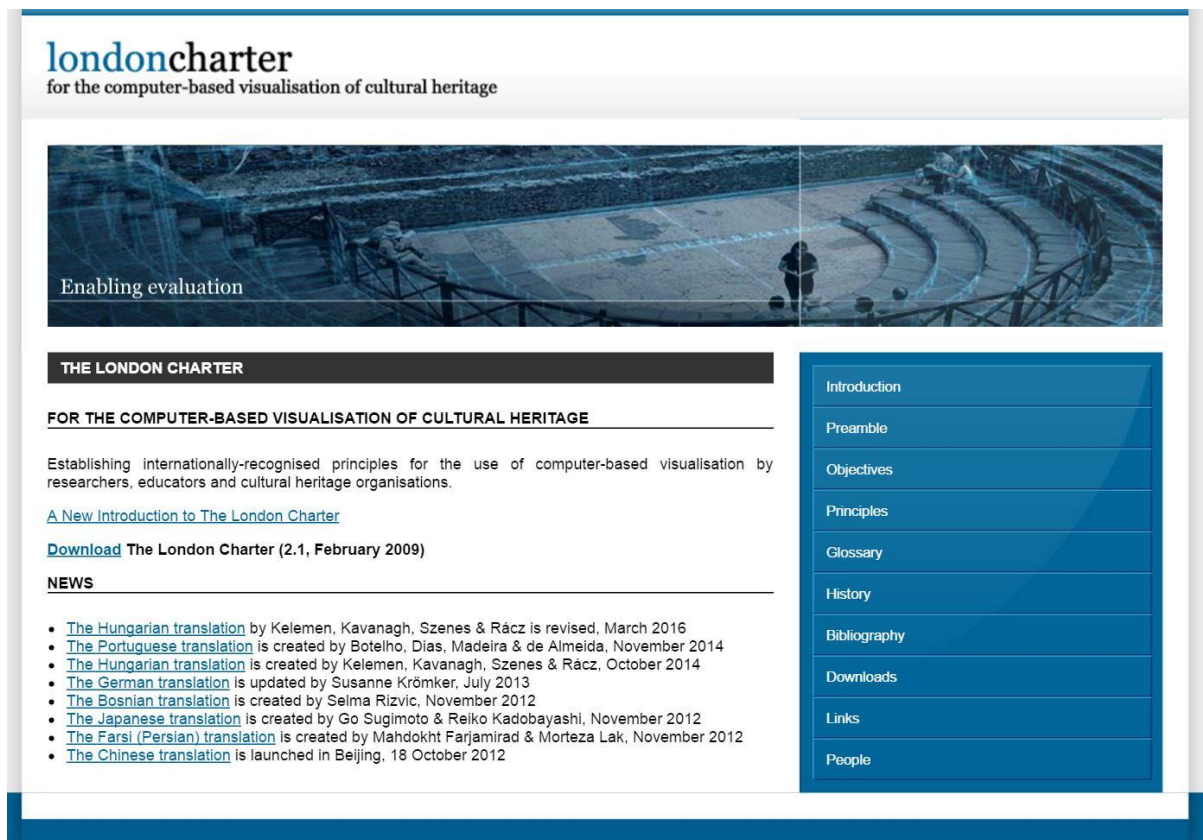 londoncharter
for the computer-based visualisation of cultural heritage
Enabling evaluation
THE LONDON CHARTER
FOR THE COMPUTER-BASED VISUALISATION OF CULTURAL HERITAGE
Establishing internationally-recognised principles for the use of computer-based visualisation by
researchers, educators and cultural heritage organisations.
A New Introduction to The London Charter
Download The London Charter (2.1, February 2009)
NEWS
• The Hungarian translation by Kelemen, Kavanagh, Szenes & Rácz is revised, March 2016
• The Portuguese translation is created by Botelho, Dias, Madeira & de Almeida, November 2014
• The Hungarian translation is created by Kelemen, Kavanagh, Szenes & Rácz, October 2014
• The German translation is updated by Susanne Krömker, July 2013
• The Bosnian translation is created by Selma Rizvic, November 2012
• The Japanese translation is created by Go Sugimoto & Reiko Kadobayashi, November 2012
• The Farsi (Persian) translation is created by Mahdokht Farjamirad & Morteza Lak, November 2012
• The Chinese translation is launched in Beijing, 18 October 2012
Introduction
Preamble
Objectives
Principles
Glossary
History
Bibliography
Downloads
Links
People